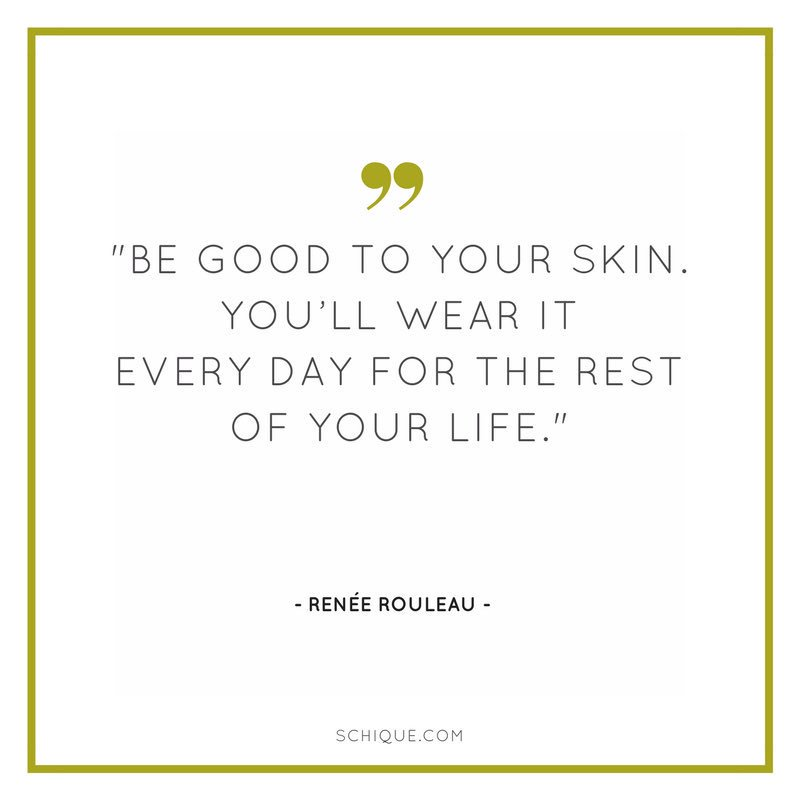 ”
"BE GOOD TO YOUR SKIN.
YOU’LL WEAR IT
EVERY DAY FOR THE REST
OF YOUR LIFE."
- RENÉE ROULEAU -
SCHIQUE.COM